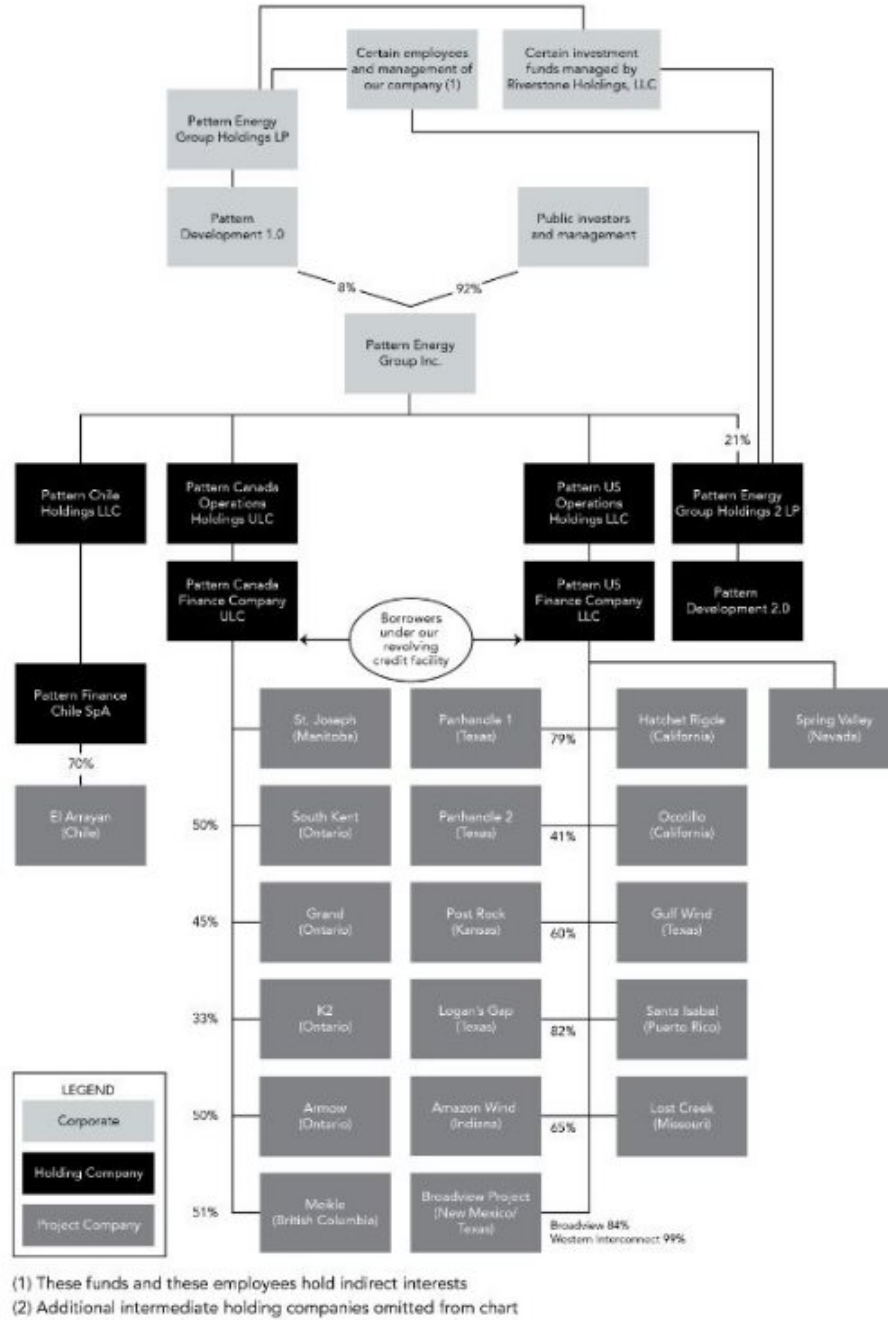 Certain employees
and management of
our company (1)
Certain investment
funds managed by
Riverstone Holdings, LLC
Pattern Energy
Group Holdings LP
Pattern
Development 1.0
Public investors
and management
8%
92%
Pattern Energy
Group Inc.
21%
Pattern Chile
Holdings LLC
Pattern Canada
Operations
Holdings ULC
Pattern US
Operations
Holdings LLC
Pattern Energy
Group Holdings 2 LP
Pattern Canada
Finance Company
ULC
Pattern US
Finance Company
LLC
Pattern
Development 2.0
Borrowers
under our
revolving
credit facility
Pattern Finance
Chile SpA
70%
El Arrayan
(Chile)
St. Joseph
(Manitoba)
Panhandle 1
(Texas)
79%
Hatchet Rigde
(California)
Spring Valley
(Nevada)
50%
South Kent
(Ontario)
Panhandle 2
(Texas)
41%
Ocotillo
(California)
45%
Grand
(Ontario)
Post Rock
(Kansas)
60%
Gulf Wind
(Texas)
33%
K2
(Ontario)
Logan's Gap
(Texas)
82%
Santa Isabal
(Puerto Rico)
50%
Armow
(Ontario)
Amazon Wind
(Indiana)
65%
Lost Creek
(Missouri)
51%
Meikle
(British Columbia)
Broadview Project
(New Mexico/
Texas)
Broadview 84%
Western Interconnect 99%
LEGEND
Corporate
Holding Company
Project Company
(1) These funds and these employees hold indirect interests
(2) Additional intermediate holding companies omitted from chart